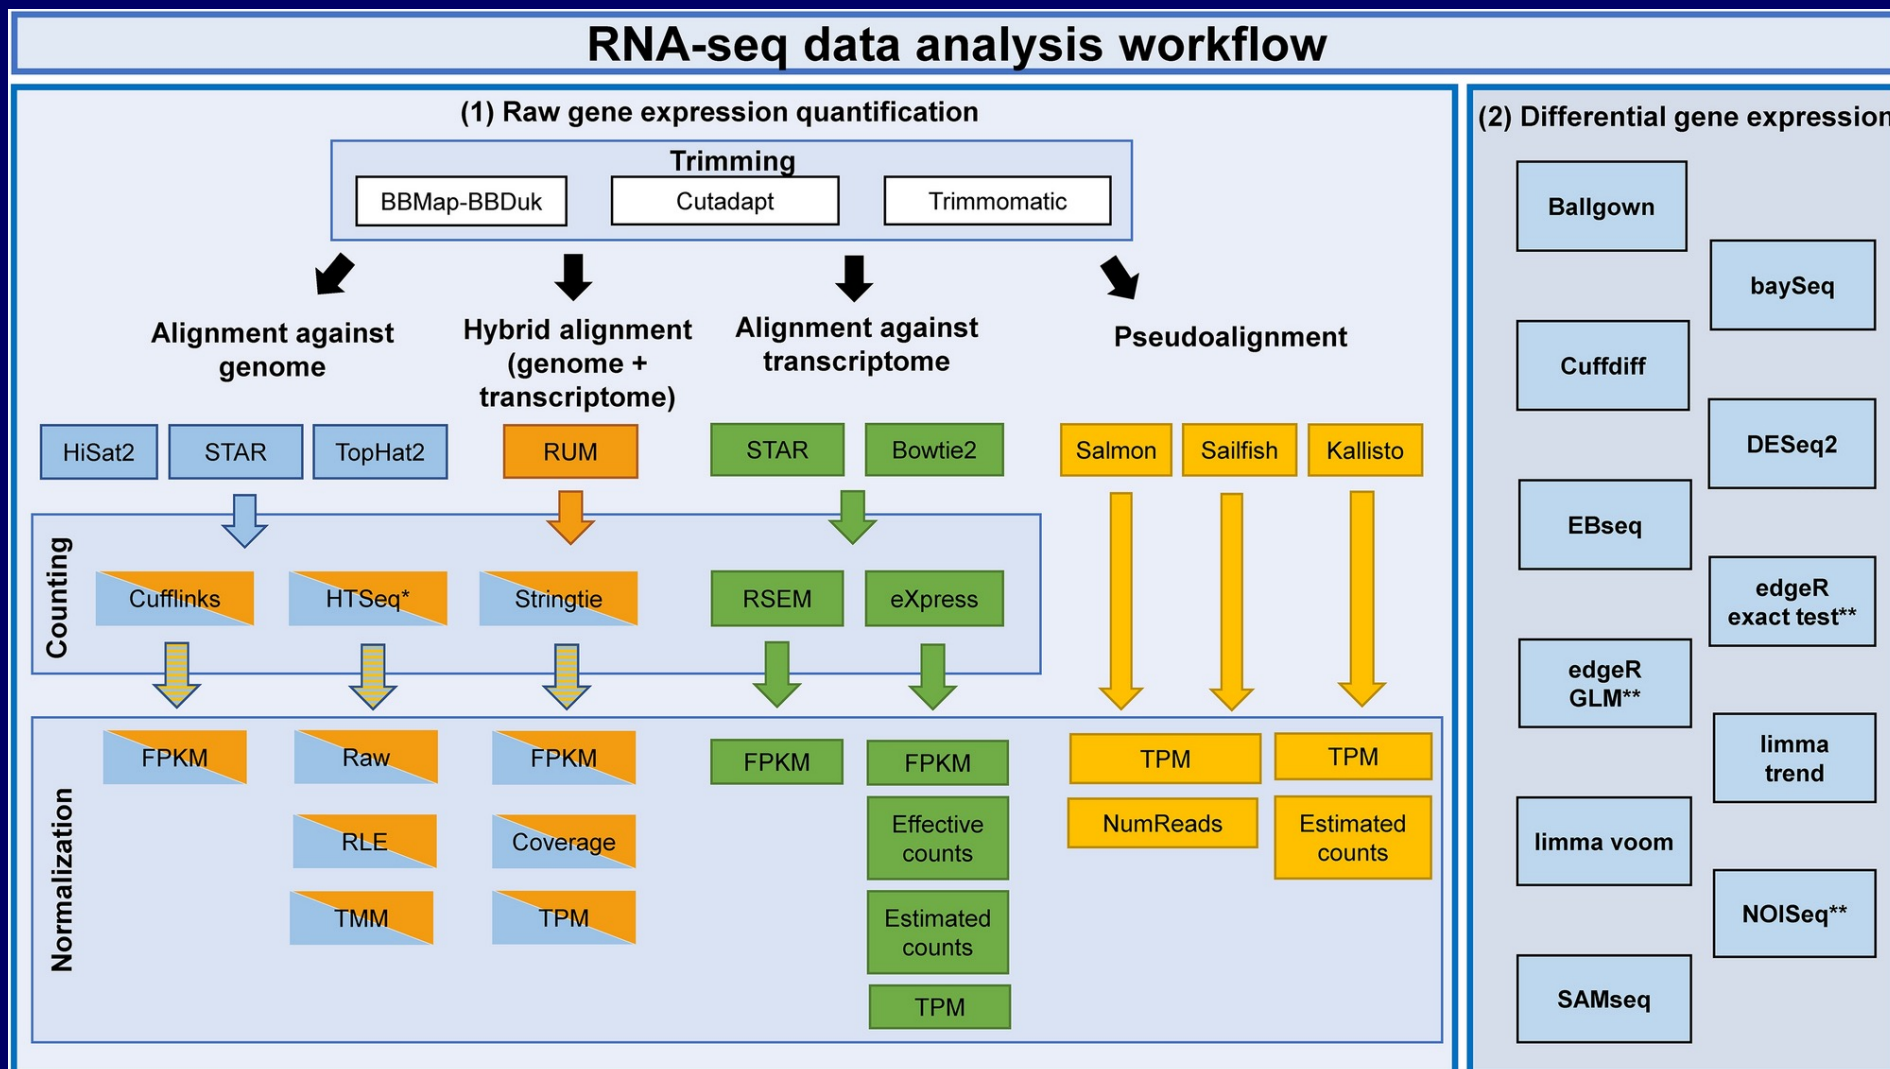 RNA-seq data analysis workflow
(1) Raw gene expression quantification
Trimming
BBMap-BBDuk
Cutadapt
Trimmomatic
Alignment against
genome
Hybrid alignment
(genome +
transcriptome)
Alignment against
transcriptome
Pseudoalignment
HiSat2
STAR
TopHat2
RUM
STAR
Bowtie2
Salmon
Sailfish
Kallisto
Counting
Cufflinks
HTSeq*
Stringtie
RSEM
eXpress
Normalization
FPKM
Raw
RLE
TMM
FPKM
Coverage
TPM
FPKM
FPKM
Effective
counts
Estimated
counts
TPM
TPM
NumReads
TPM
Estimated
counts
(2) Differential gene expression
Ballgown
baySeq
Cuffdiff
DESeq2
EBseq
edgeR
exact test**
edgeR
GLM**
limma
trend
limma voom
NOISeq**
SAMseq